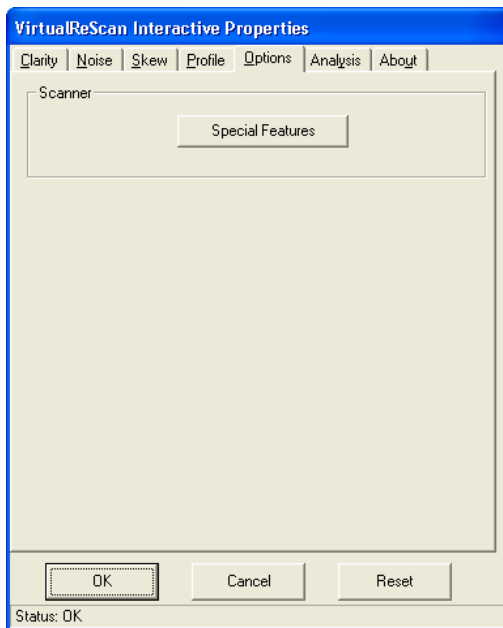 VirtualReScan Interactive Properties
Clarity Noise Skew Profile Options Analysis About
Scanner
Special Features
OK Cancel Reset
Status: OK